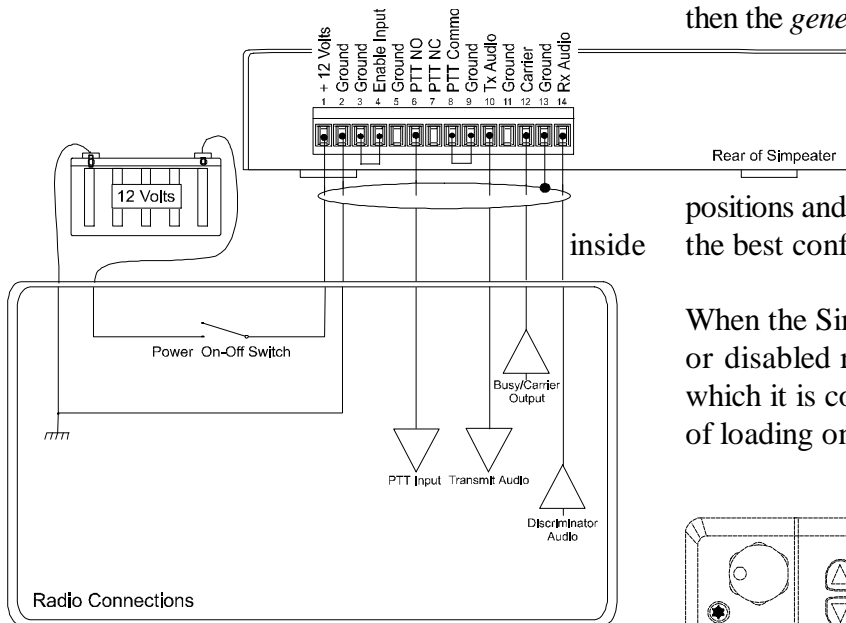 then the gene
+ 12 Volts
Ground
Ground
Enable Input
Ground
PTT NO
PTT NC
PTT Commo
Ground
Tx Audio
Ground
Carrier
Ground
Rx Audio
1 2 3 4 5 6 7 8 9 10 11 12 13 14
Rear of Simpeater
12 Volts
positions and
inside the best conf
When the Sir
Power On-Off Switch
or disabled r
which it is co
Busy/Carrier
Output
of loading or
PTT Input Transmit Audio
Discriminator
Audio
Radio Connections